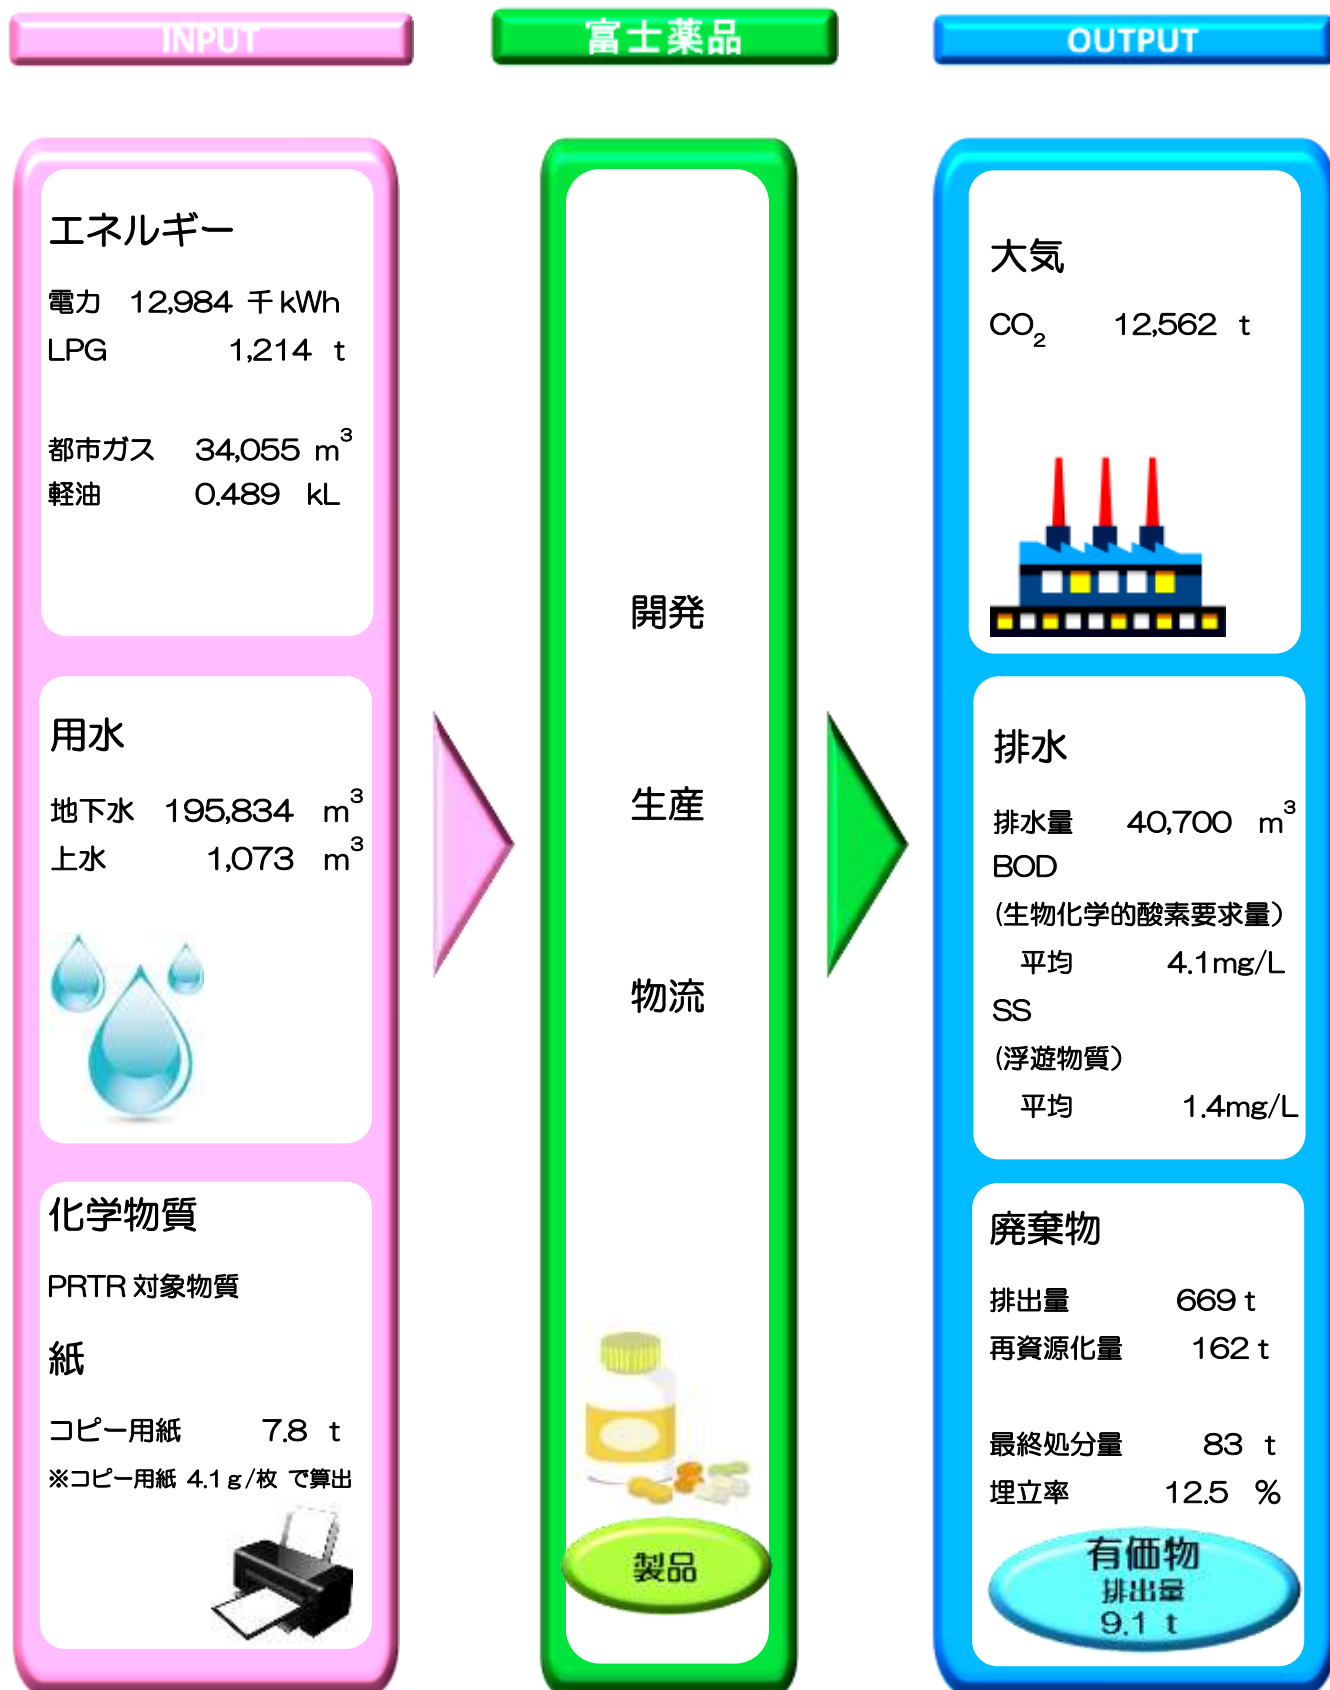 INPUT
富士薬品
OUTPUT
エネルギー
電力 12,984 千kWh
LPG 1,214 t
都市ガス 34,055 m³
軽油 0.489 kL
用水
地下水 195,834 m³
上水 1,073 m³
化学物質
PRTR 対象物質
紙
コピー用紙 7.8 t
※コピー用紙 4.1g/枚 で算出
開発
生産
物流
製品
大気
CO₂ 12,562 t
排水
排水量 40,700 m³
BOD
(生物化学的酸素要求量)
平均 4.1mg/L
SS
(浮遊物質)
平均 1.4mg/L
廃棄物
排出量 669 t
再資源化量 162 t
最終処分量 83 t
埋立率 12.5 %
有価物
排出量
9.1 t